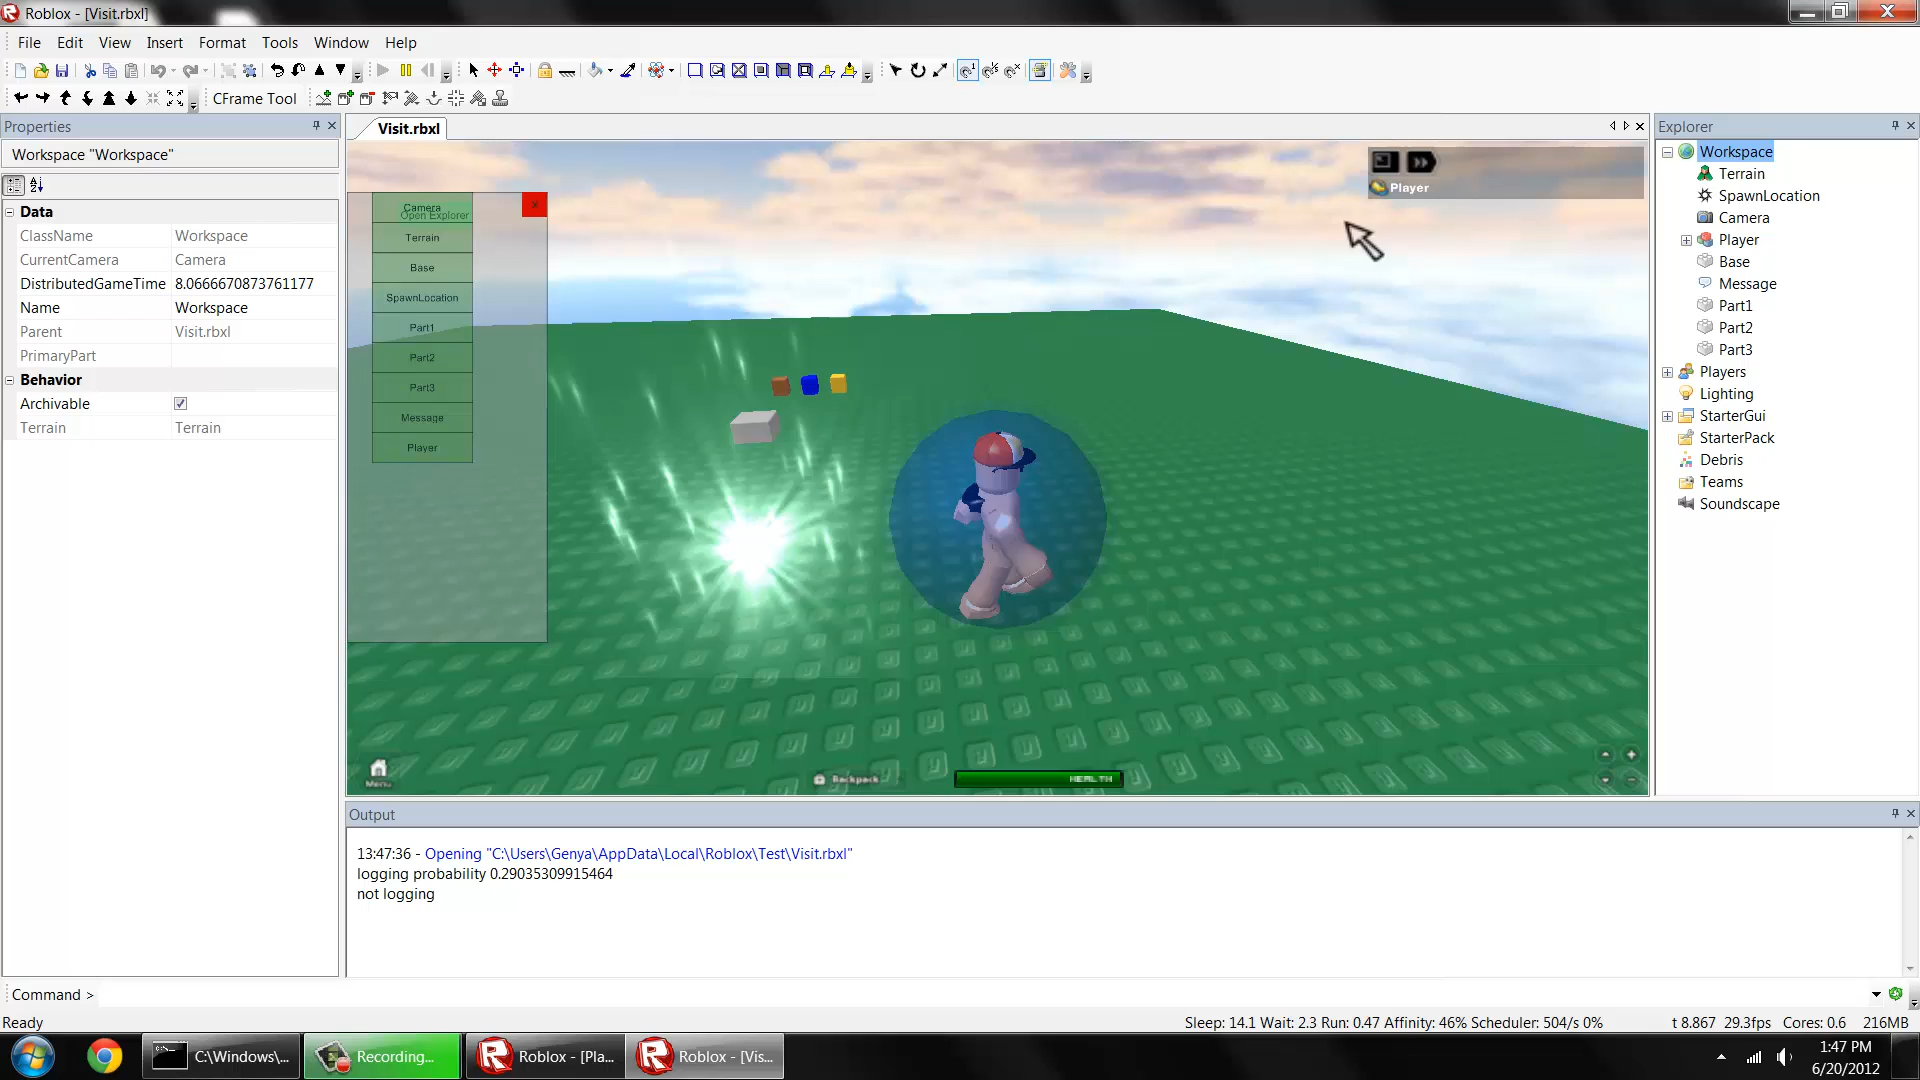 Roblox - [Visit.rbxl]
File Edit View Insert Format Tools Window Help
CFrame Tool
Properties
Workspace "Workspace"
Data
ClassName Workspace
CurrentCamera Camera
DistributedGameTime 8.0666670873761177
Name Workspace
Parent Visit.rbxl
PrimaryPart
Behavior
Archivable
Terrain Terrain
Visit.rbxl
Camera
Open Explorer
Terrain
Base
SpawnLocation
Part1
Part2
Part3
Message
Player
Player
Menu
Backpack
HEALTH
Explorer
Workspace
Terrain
SpawnLocation
Camera
Player
Base
Message
Part1
Part2
Part3
Players
Lighting
StarterGui
StarterPack
Debris
Teams
Soundscape
Output
13:47:36 - Opening "C:\Users\Genya\AppData\Local\Roblox\Test\Visit.rbxl"
logging probability 0.29035309915464
not logging
Command >
Ready
Sleep: 14.1 Wait: 2.3 Run: 0.47 Affinity: 46% Scheduler: 504/s 0% t 8.867 29.3fps Cores: 0.6 216MB
C:\Windows\... Recording... Roblox - [Pla... Roblox - [Vis...
1:47 PM
6/20/2012